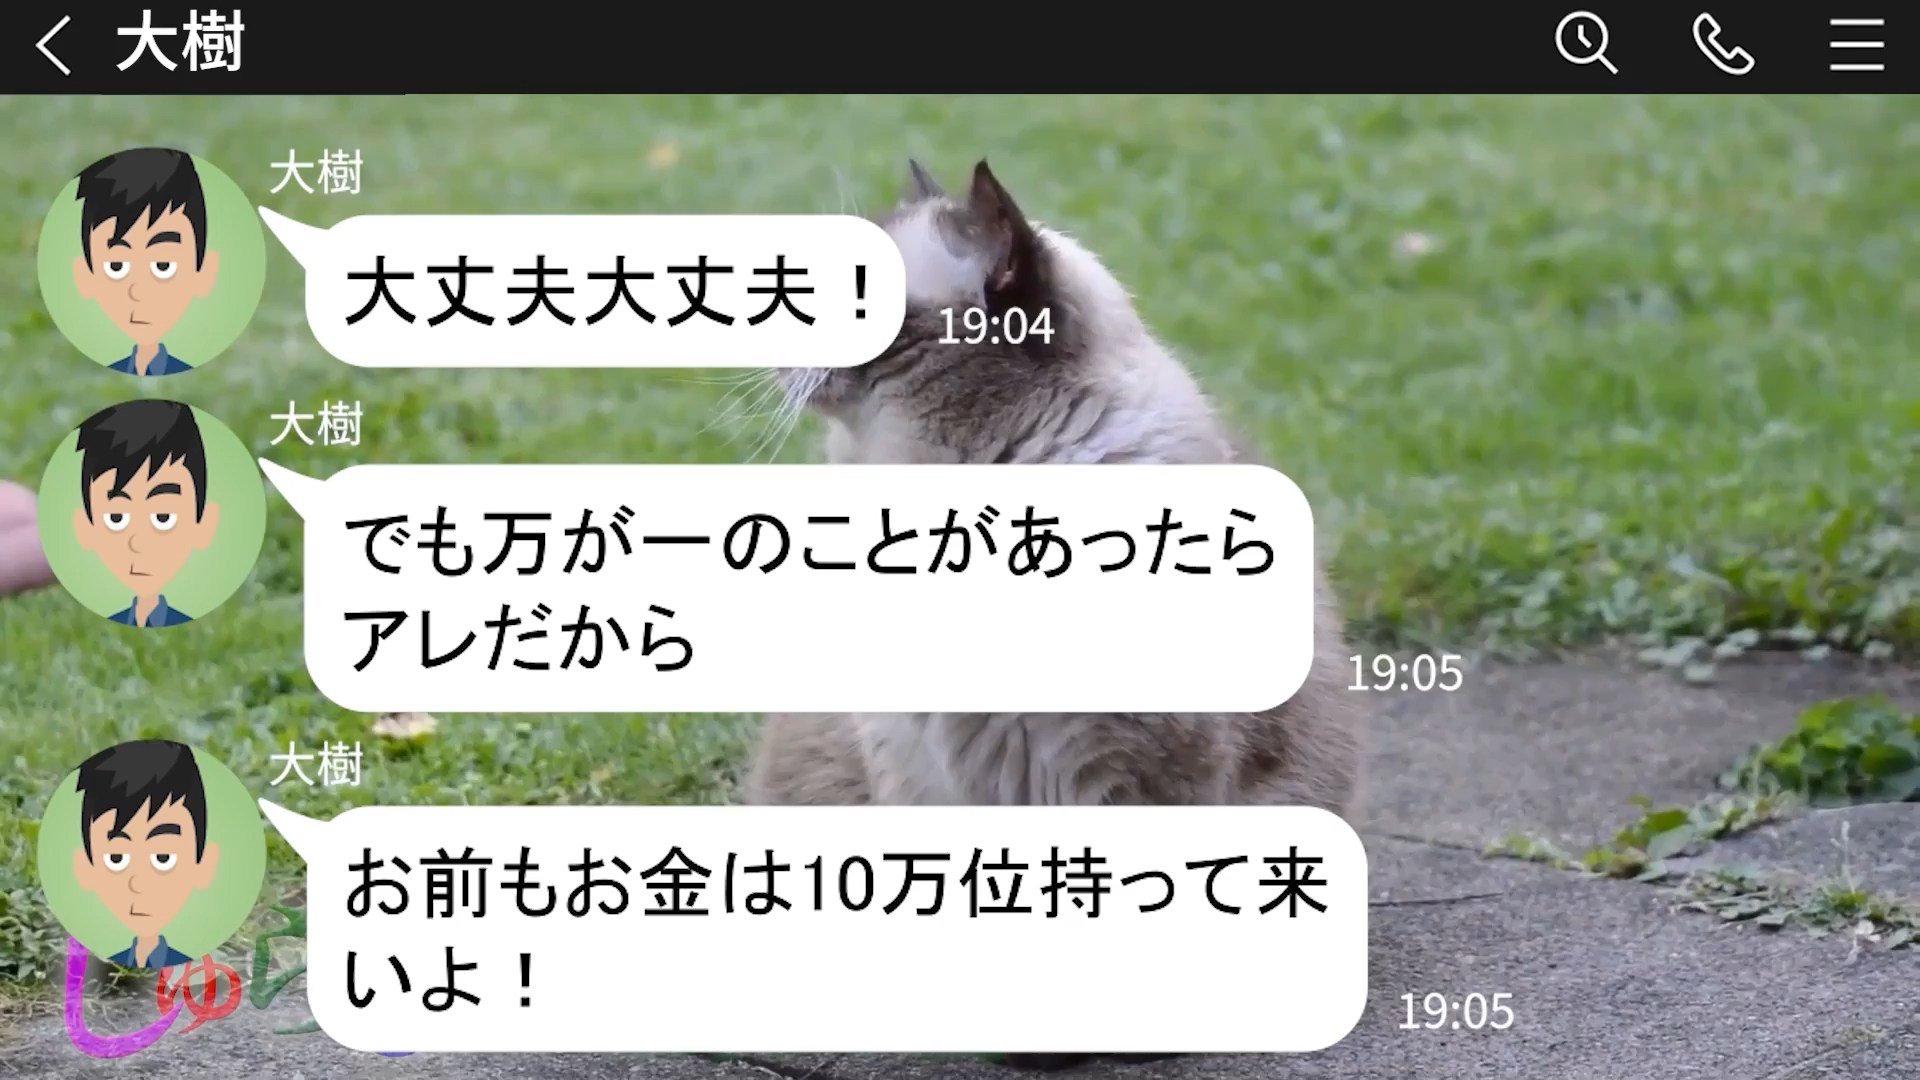 大樹
大樹
大丈夫大丈夫！
19:04
大樹
でも万が一のことがあったら
アレだから
19:05
大樹
お前もお金は10万位持って来
いよ！
19:05
しゅ